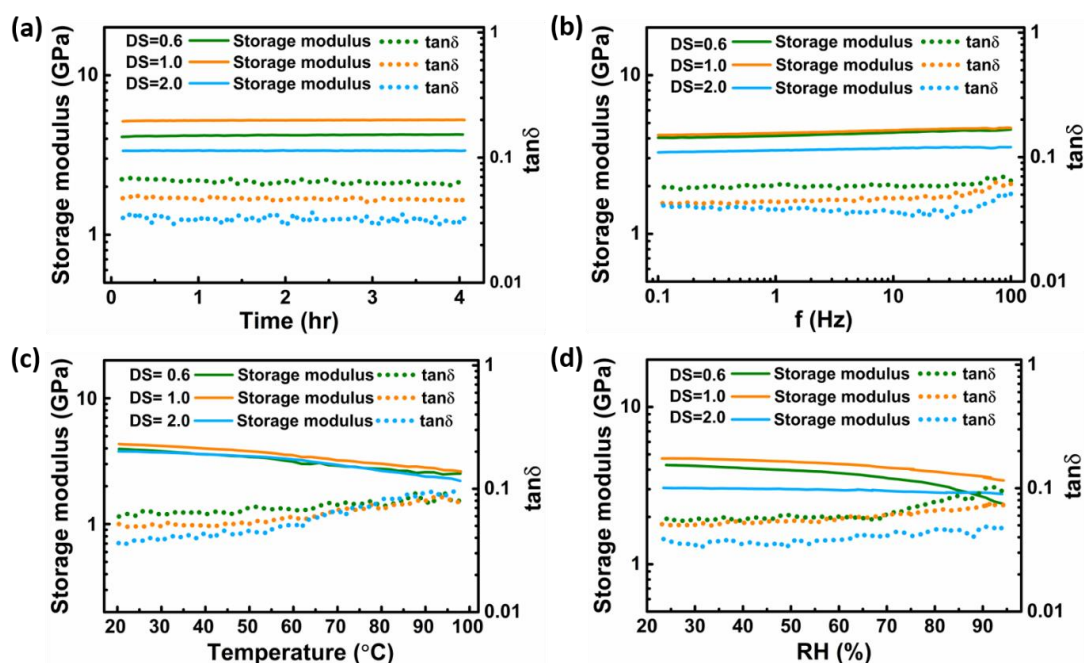 (a)
Storage modulus (GPa)
10
1
DS=0.6 Storage modulus tanδ
DS=1.0 Storage modulus tanδ
DS=2.0 Storage modulus tanδ
1
0.1
0.01
tanδ
0 1 2 3 4
Time (hr)
(b)
Storage modulus (GPa)
10
1
DS=0.6 Storage modulus tanδ
DS=1.0 Storage modulus tanδ
DS=2.0 Storage modulus tanδ
1
0.1
0.01
tanδ
0.1 1 10 100
f (Hz)
(c)
Storage modulus (GPa)
10
1
DS= 0.6 Storage modulus tanδ
DS= 1.0 Storage modulus tanδ
DS= 2.0 Storage modulus tanδ
1
0.1
0.01
tanδ
20 30 40 50 60 70 80 90 100
Temperature (°C)
(d)
Storage modulus (GPa)
10
1
DS=0.6 Storage modulus tanδ
DS=1.0 Storage modulus tanδ
DS=2.0 Storage modulus tanδ
1
0.1
0.01
tanδ
20 30 40 50 60 70 80 90
RH (%)